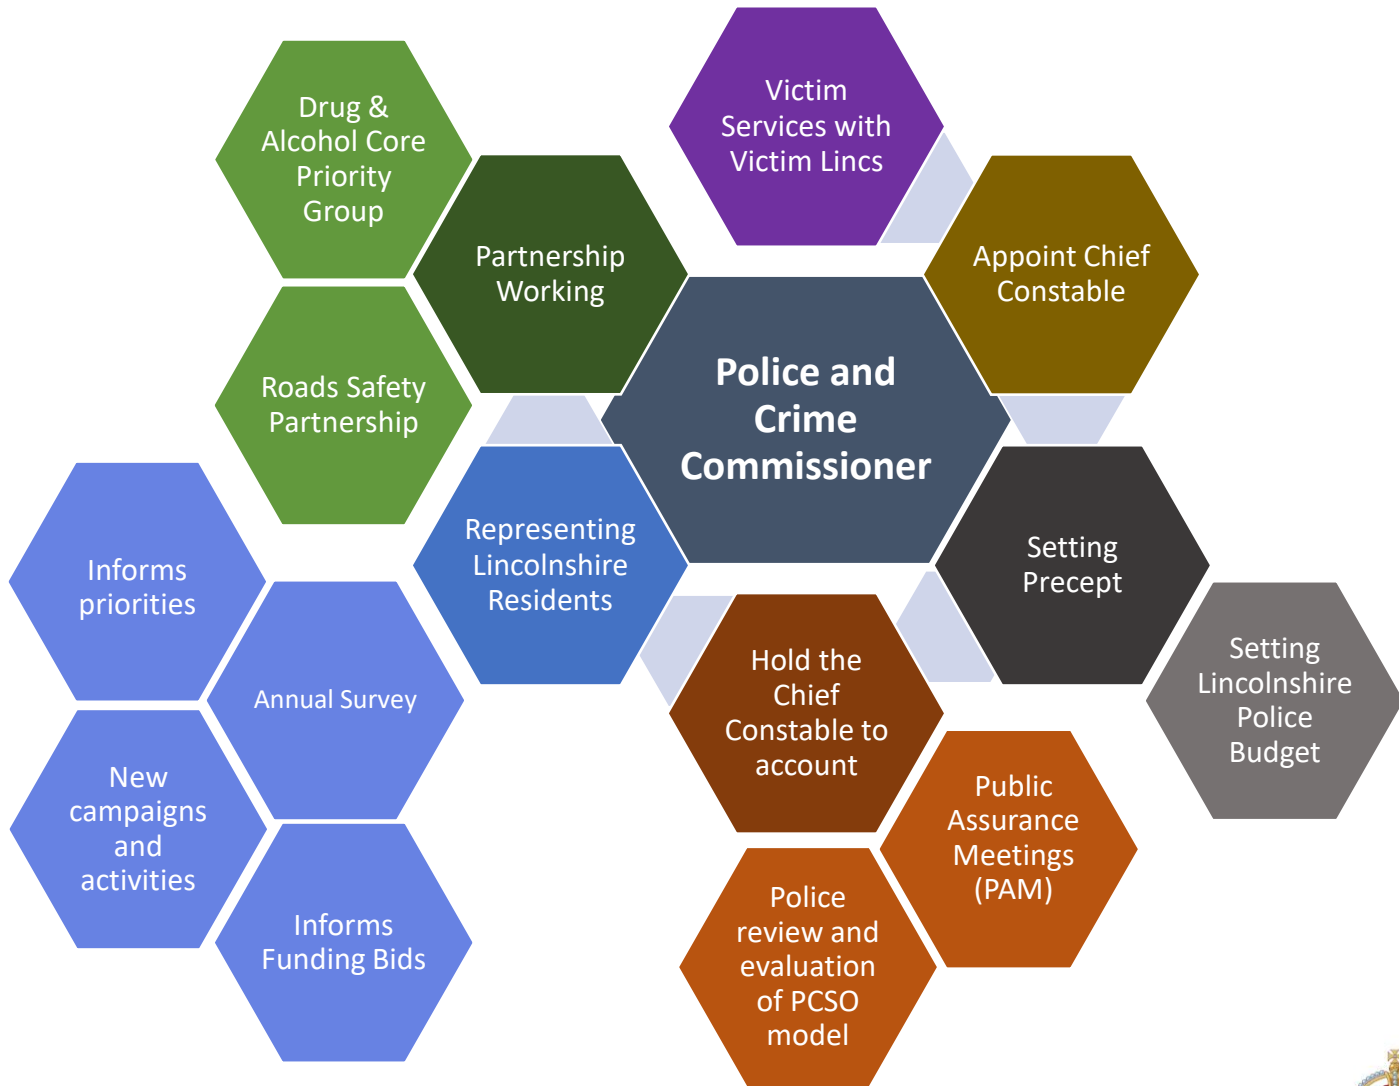 Drug &
Alcohol Core
Priority
Group
Victim
Services with
Victim Lincs
Partnership
Working
Appoint Chief
Constable
Roads Safety
Partnership
Police and
Crime
Commissioner
Representing
Lincolnshire
Residents
Setting
Precept
Informs
priorities
Annual Survey
Hold the
Chief
Constable to
account
Setting
Lincolnshire
Police
Budget
New
campaigns
and
activities
Public
Assurance
Meetings
(PAM)
Informs
Funding Bids
Police
review and
evaluation
of PCSO
model